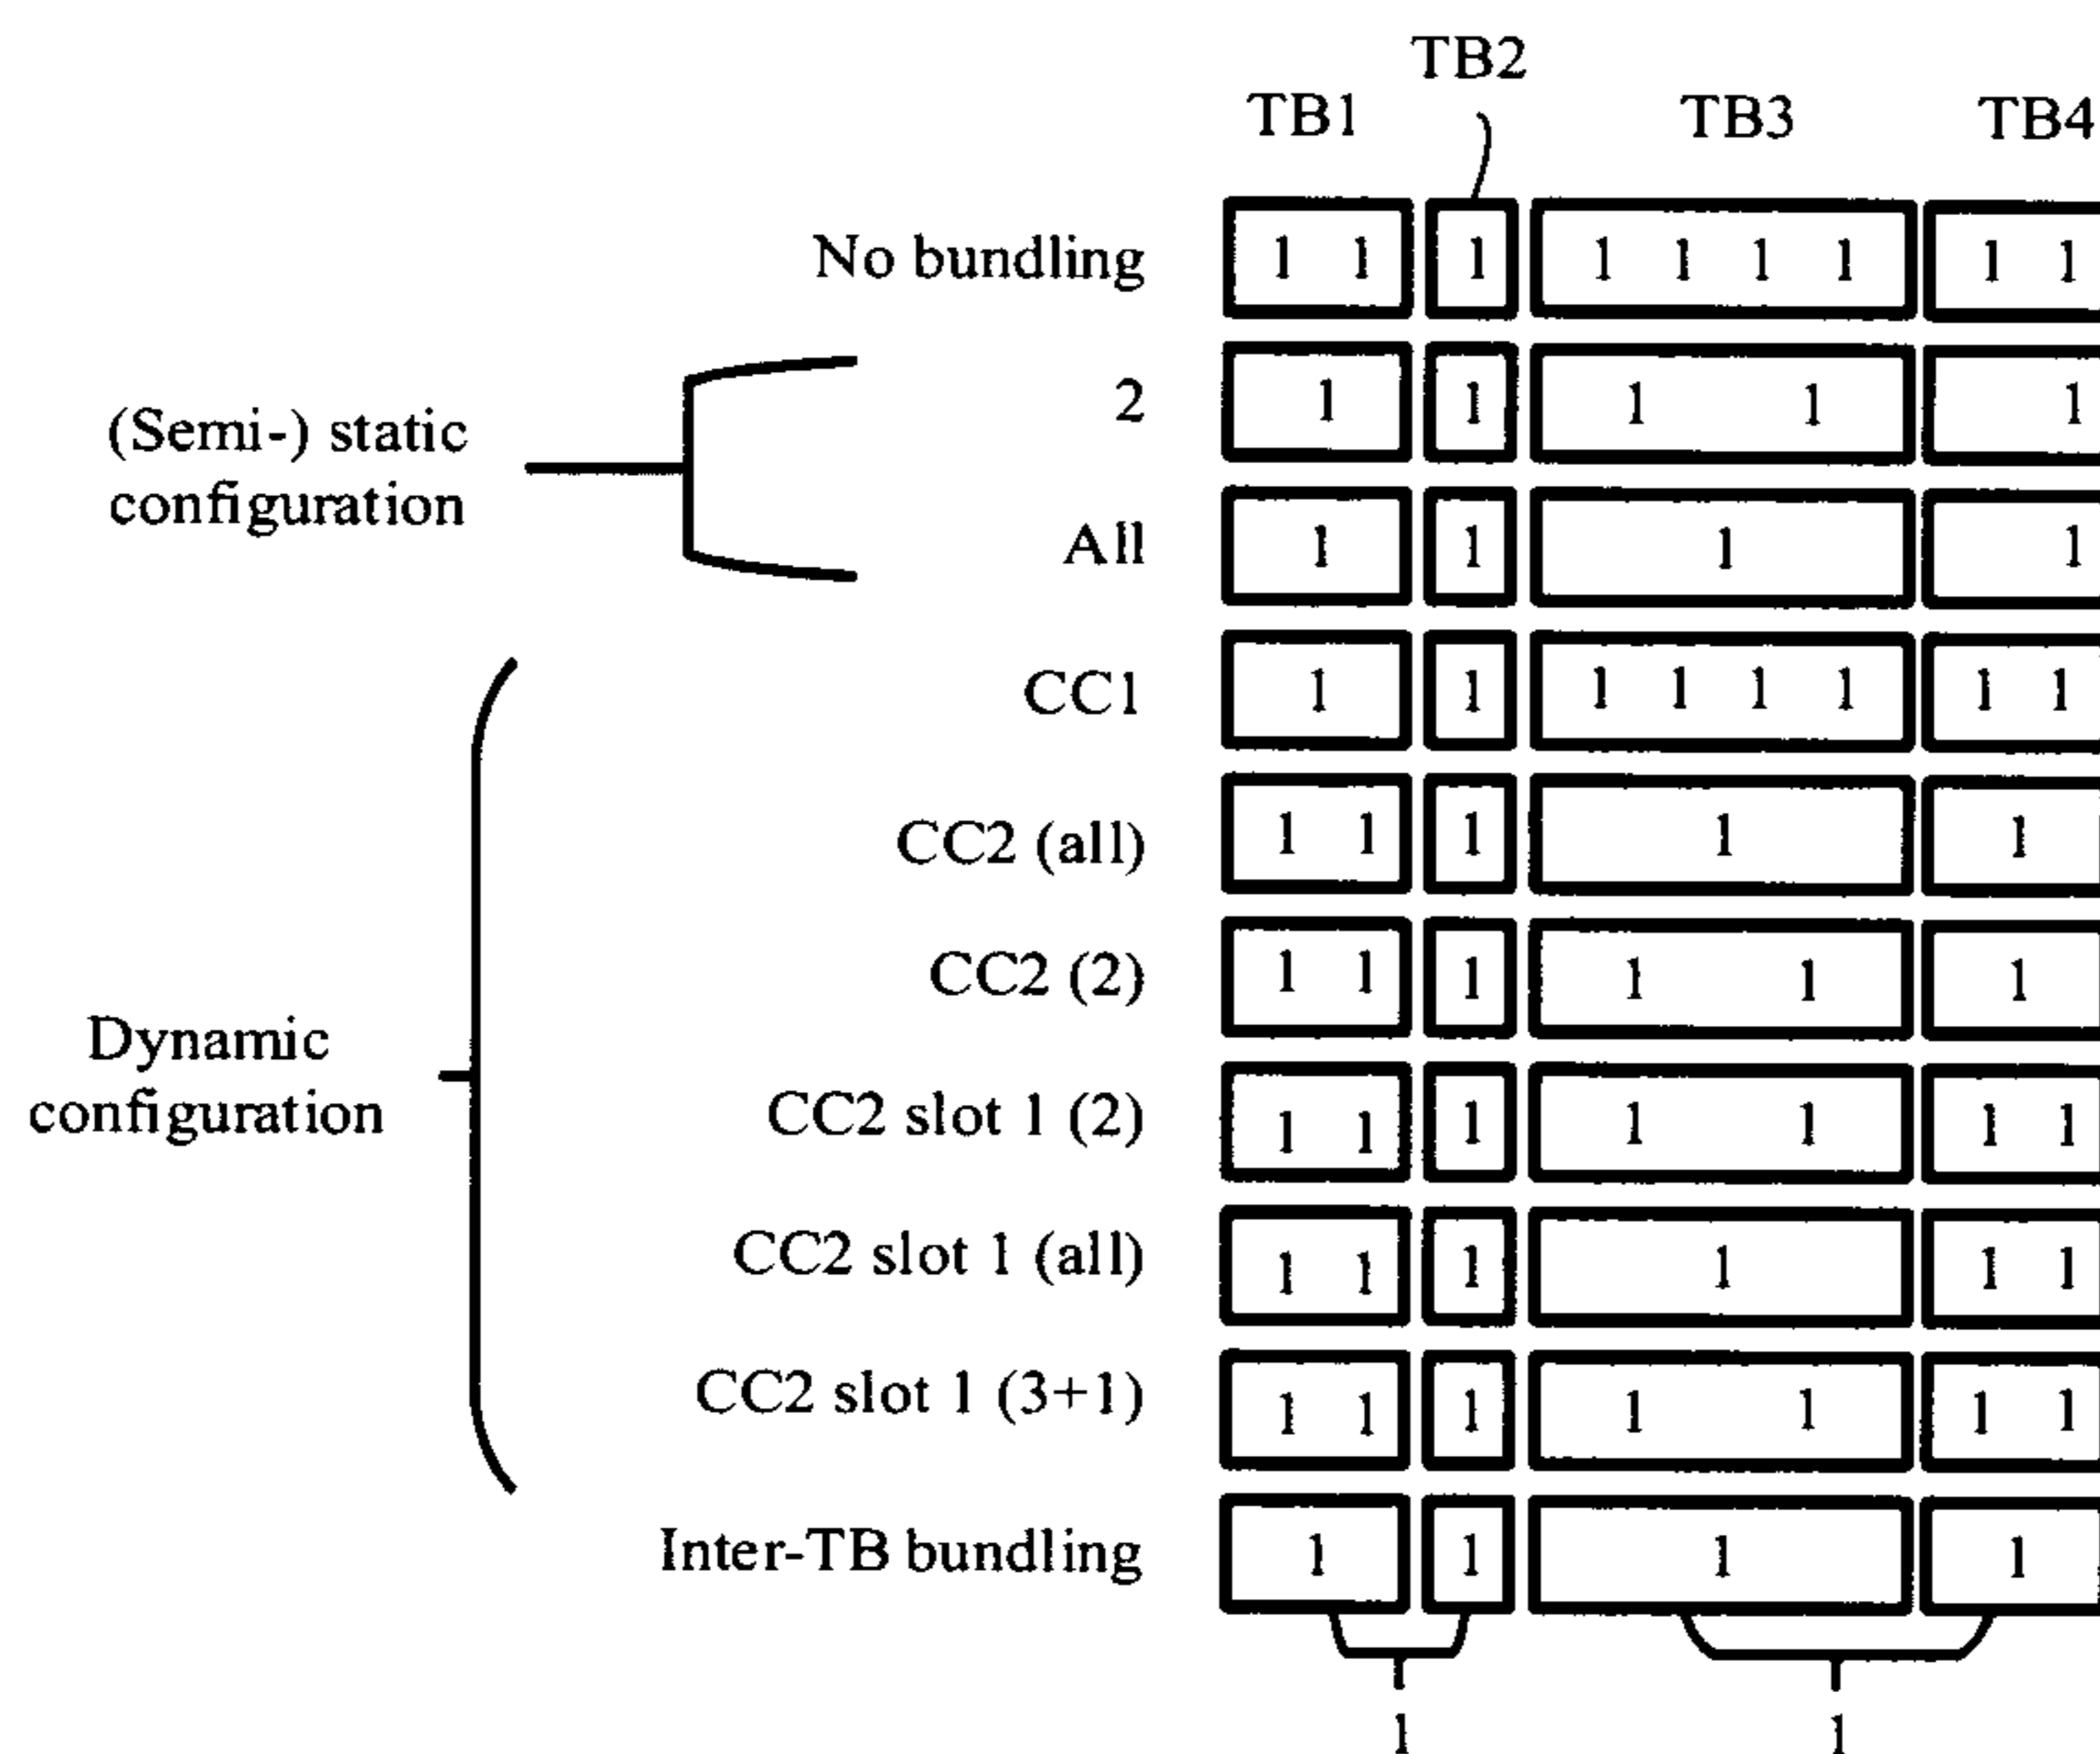 TB2
TB1 TB3 TB4
No bundling 1 1 1 1 1 1 1 1 1
2 1 1 1 1 1
(Semi-) static
configuration
All 1 1 1 1
CC1 1 1 1 1 1 1 1 1
CC2 (all) 1 1 1 1 1
CC2 (2) 1 1 1 1 1 1
Dynamic
configuration
CC2 slot 1 (2) 1 1 1 1 1 1 1
CC2 slot 1 (all) 1 1 1 1 1 1
CC2 slot 1 (3+1) 1 1 1 1 1 1 1
Inter-TB bundling 1 1 1 1
1 1